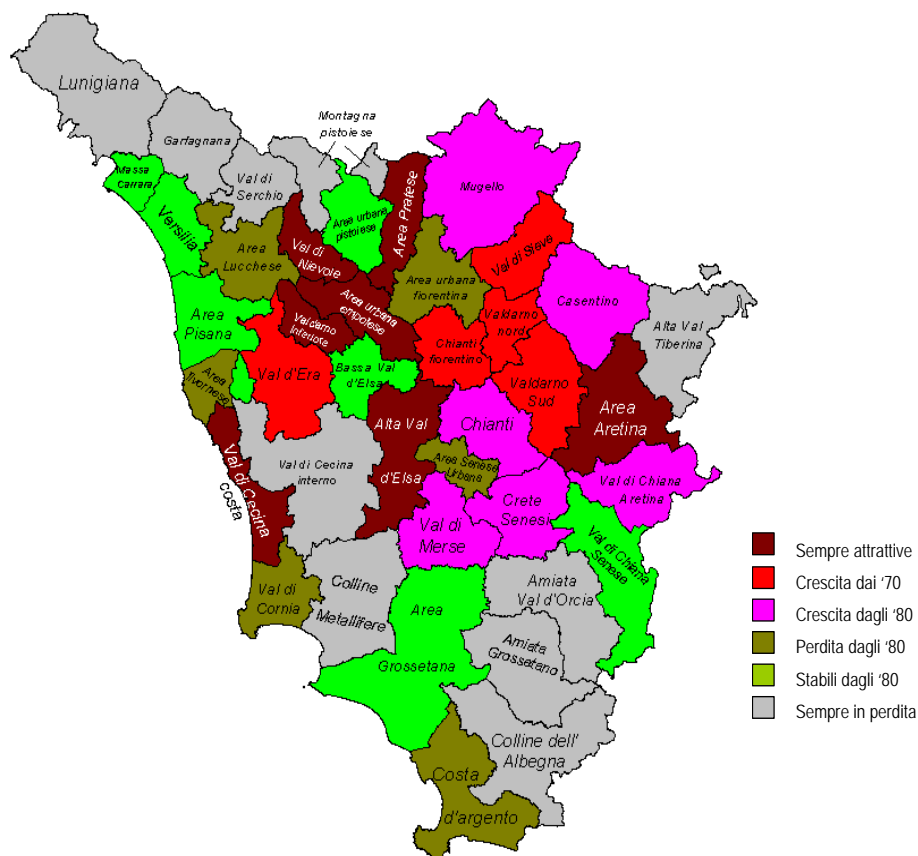 Lunigiana
Montagna
pistoiese
Garfagnana
Val di
Serchio
Massa
Carrara
Versilia
Area
Lucchese
Val di
Nievole
Area urbana
pistoiese
Area Pratese
Mugello
Val di Sieve
Area urbana
fiorentina
Area urbana
empolese
Valdarno
Inferiore
Area
Pisana
Val d'Era
Bassa Val
d'Elsa
Chianti
fiorentino
Valdarno
nord
Casentino
Alta Val
Tiberina
Valdarno
Sud
Area
Aretina
Area
livornese
Val di Cecina
costa
Val di Cecina
interno
Alta Val
d'Elsa
Chianti
Area Senese
Urbana
Val di Chiana
Aretina
Crete
Senesi
Val di
Merse
Val di Chiana
Senese
Val di
Cornia
Colline
Metallifere
Area
Grossetana
Amiata
Val d'Orcia
Amiata
Grossetano
Colline dell'
Albegna
Costa
d'argento
Sempre attrattive
Crescita dai '70
Crescita dagli '80
Perdita dagli '80
Stabili dagli '80
Sempre in perdita